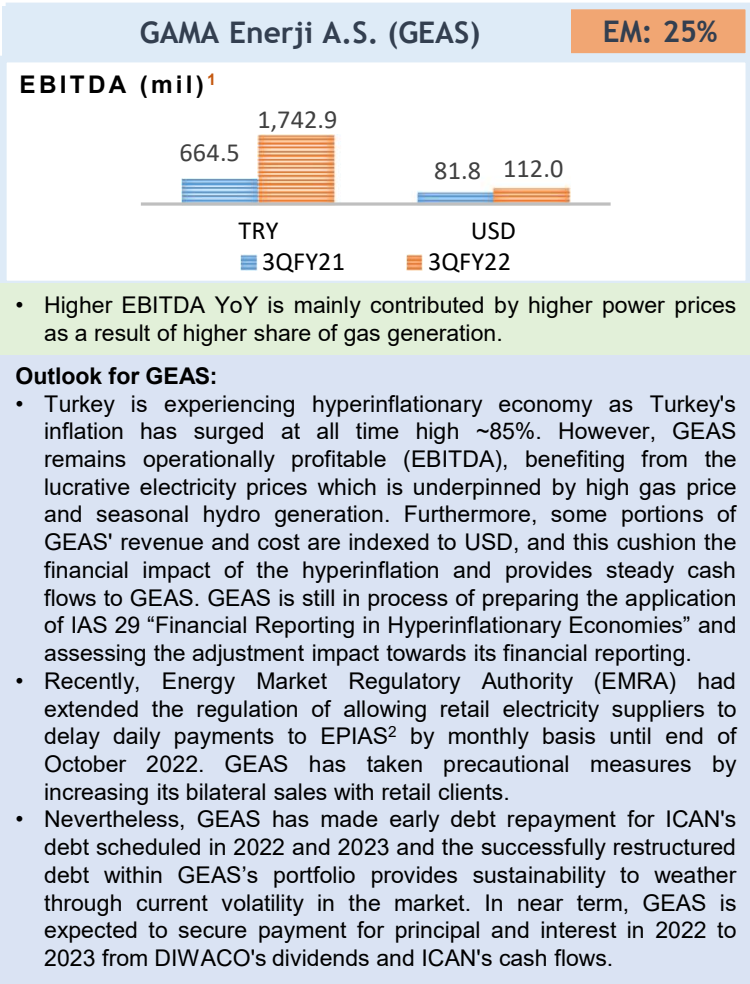 GAMA Enerji A.S. (GEAS)
EM: 25%
EBITDA (mil)¹
1,742.9
664.5
81.8
112.0
TRY
USD
3QFY21
3QFY22
• Higher EBITDA YoY is mainly contributed by higher power prices
as a result of higher share of gas generation.
Outlook for GEAS:
• Turkey is experiencing hyperinflationary economy as Turkey's
inflation has surged at all time high ~85%. However, GEAS
remains operationally profitable (EBITDA), benefiting from the
lucrative electricity prices which is underpinned by high gas price
and seasonal hydro generation. Furthermore, some portions of
GEAS' revenue and cost are indexed to USD, and this cushion the
financial impact of the hyperinflation and provides steady cash
flows to GEAS. GEAS is still in process of preparing the application
of IAS 29 “Financial Reporting in Hyperinflationary Economies” and
assessing the adjustment impact towards its financial reporting.
• Recently, Energy Market Regulatory Authority (EMRA) had
extended the regulation of allowing retail electricity suppliers to
delay daily payments to EPIAS² by monthly basis until end of
October 2022. GEAS has taken precautional measures by
increasing its bilateral sales with retail clients.
• Nevertheless, GEAS has made early debt repayment for ICAN's
debt scheduled in 2022 and 2023 and the successfully restructured
debt within GEAS’s portfolio provides sustainability to weather
through current volatility in the market. In near term, GEAS is
expected to secure payment for principal and interest in 2022 to
2023 from DIWACO's dividends and ICAN's cash flows.